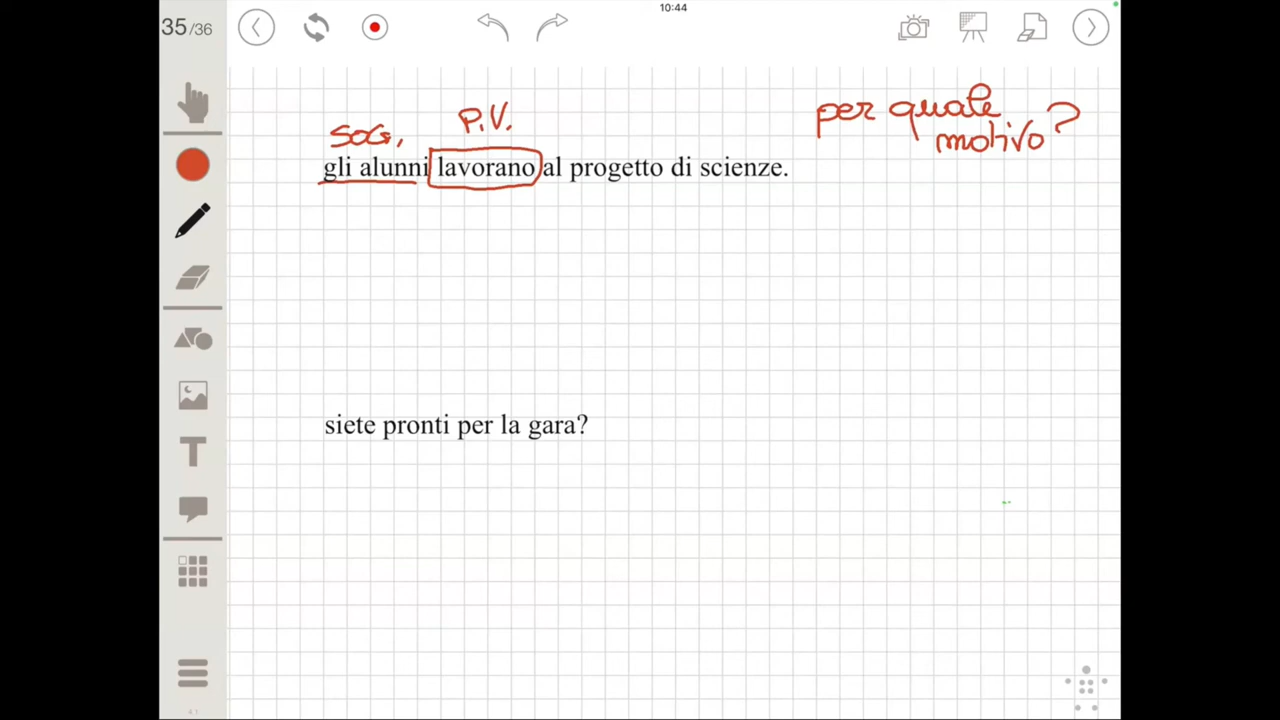 10:44
35/36
SOGG.
P.V.
per quale
motivo?
gli alunni lavorano al progetto di scienze.
siete pronti per la gara?
T